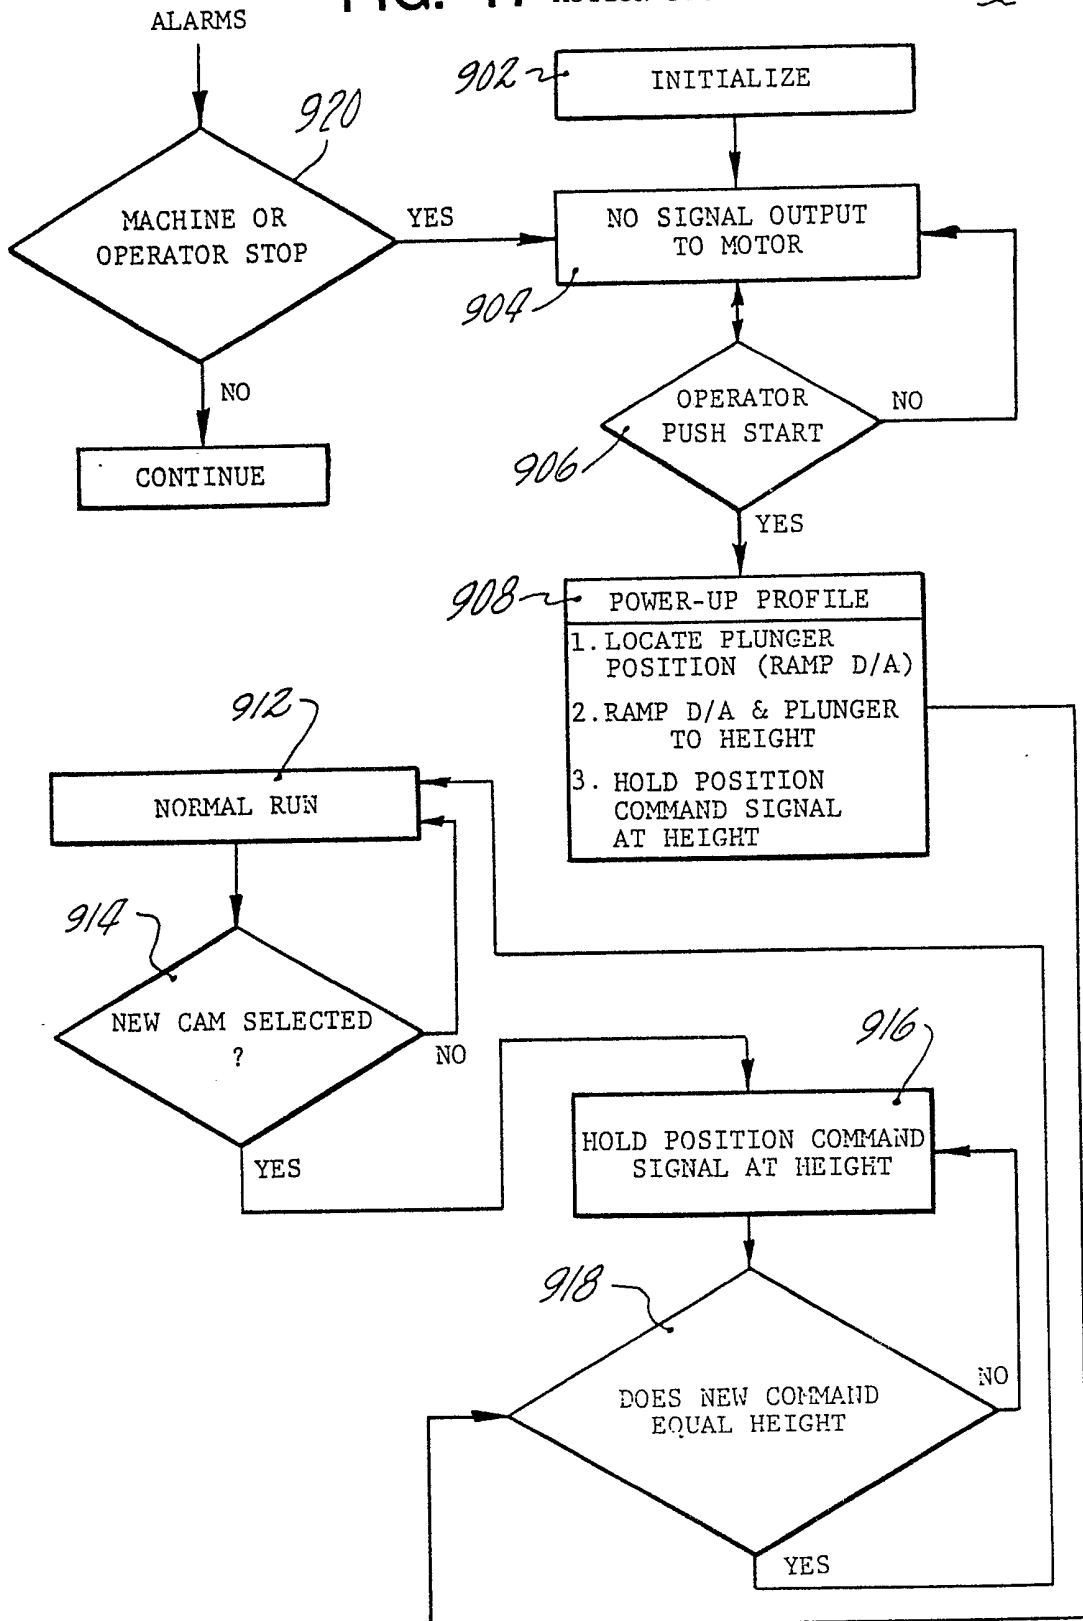 FIG.
ALARMS
902
INITIALIZE
920
MACHINE OR
OPERATOR STOP
YES
NO SIGNAL OUTPUT
TO MOTOR
904
NO
OPERATOR
PUSH START
NO
906
CONTINUE
YES
908
POWER-UP PROFILE
1. LOCATE PLUNGER
POSITION (RAMP D/A)
2. RAMP D/A & PLUNGER
TO HEIGHT
3. HOLD POSITION
COMMAND SIGNAL
AT HEIGHT
912
NORMAL RUN
914
NEW CAM SELECTED
?
NO
YES
916
HOLD POSITION COMMAND
SIGNAL AT HEIGHT
918
DOES NEW COMMAND
EQUAL HEIGHT
NO
YES